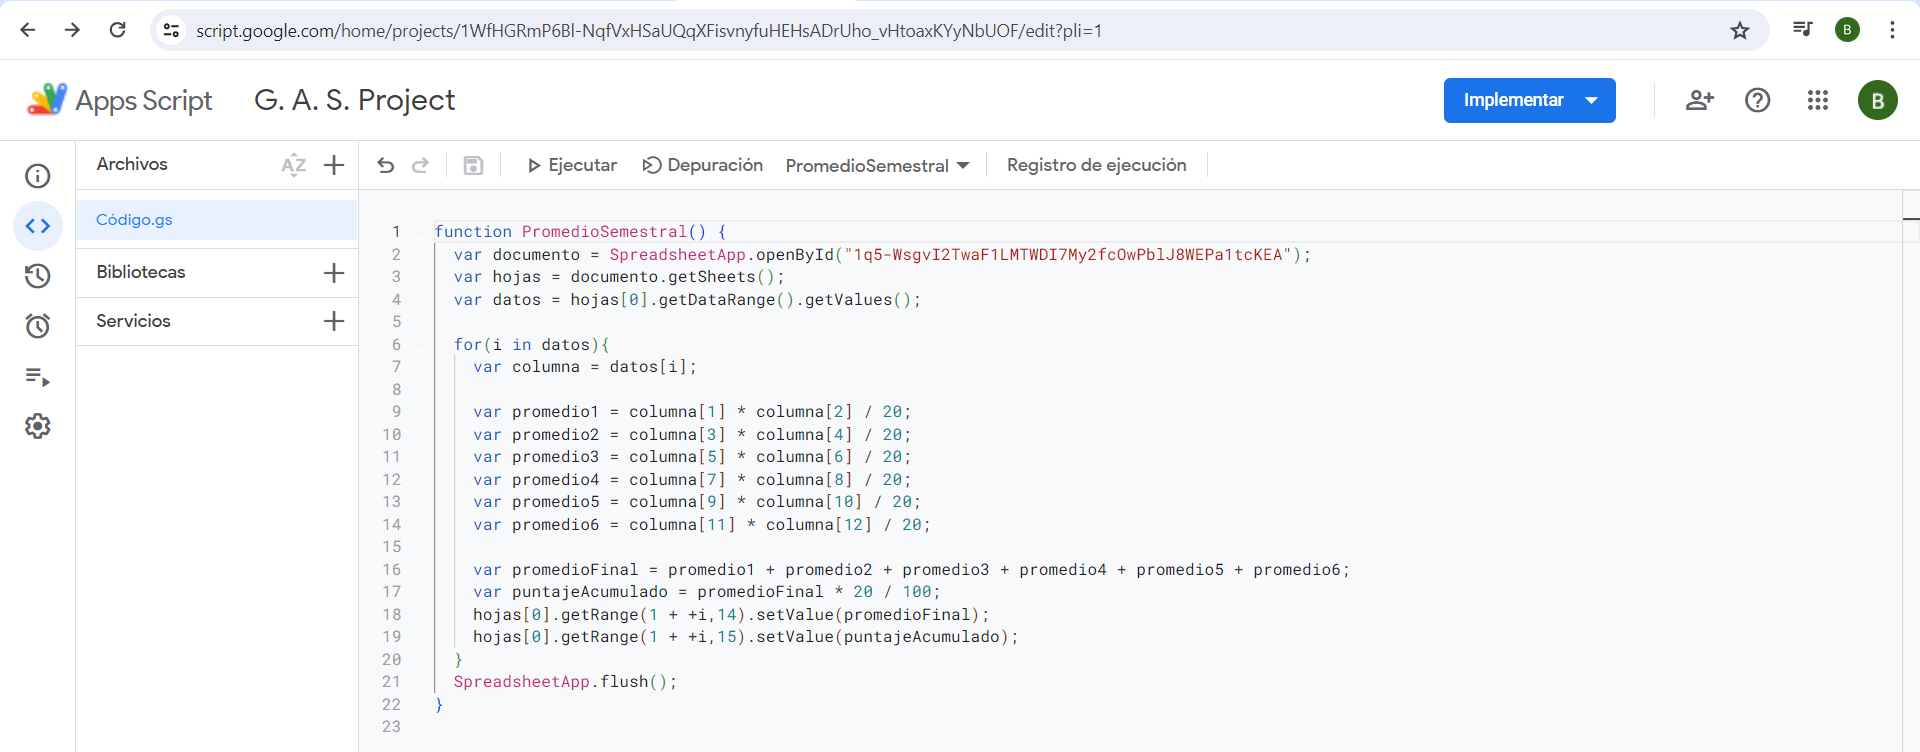 script.google.com/home/projects/1WfHGRmP6Bl-NqfVxHSaUQqXFisvnyfuHEHsADrUho_vHtoaxKYyNbUOF/edit?pli=1
B
Apps Script
G. A. S. Project
Implementar
B
Archivos
AZ
Ejecutar
Depuración
PromedioSemestral
Registro de ejecución
Código.gs
Bibliotecas
Servicios
1 function PromedioSemestral() {
2 var documento = SpreadsheetApp.openById("1q5-WsgvI2TwaF1LMTWDI7My2fcOwPblJ8WEPa1tcKEA");
3 var hojas = documento.getSheets();
4 var datos = hojas[0].getDataRange().getValues();
5
6 for(i in datos){
7 var columna = datos[i];
8
9 var promedio1 = columna[1] * columna[2] / 20;
10 var promedio2 = columna[3] * columna[4] / 20;
11 var promedio3 = columna[5] * columna[6] / 20;
12 var promedio4 = columna[7] * columna[8] / 20;
13 var promedio5 = columna[9] * columna[10] / 20;
14 var promedio6 = columna[11] * columna[12] / 20;
15
16 var promedioFinal = promedio1 + promedio2 + promedio3 + promedio4 + promedio5 + promedio6;
17 var puntajeAcumulado = promedioFinal * 20 / 100;
18 hojas[0].getRange(1 + +i,14).setValue(promedioFinal);
19 hojas[0].getRange(1 + +i,15).setValue(puntajeAcumulado);
20 }
21 SpreadsheetApp.flush();
22 }
23